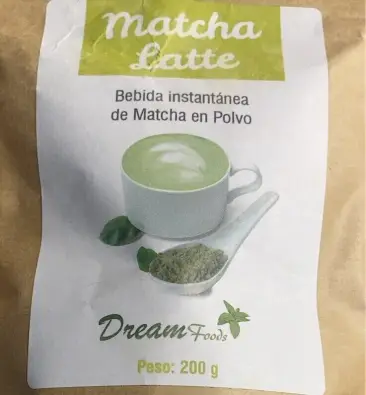 Matcha
Latte
Bebida instantánea
de Matcha en Polvo
Dream Foods
Peso: 200 g